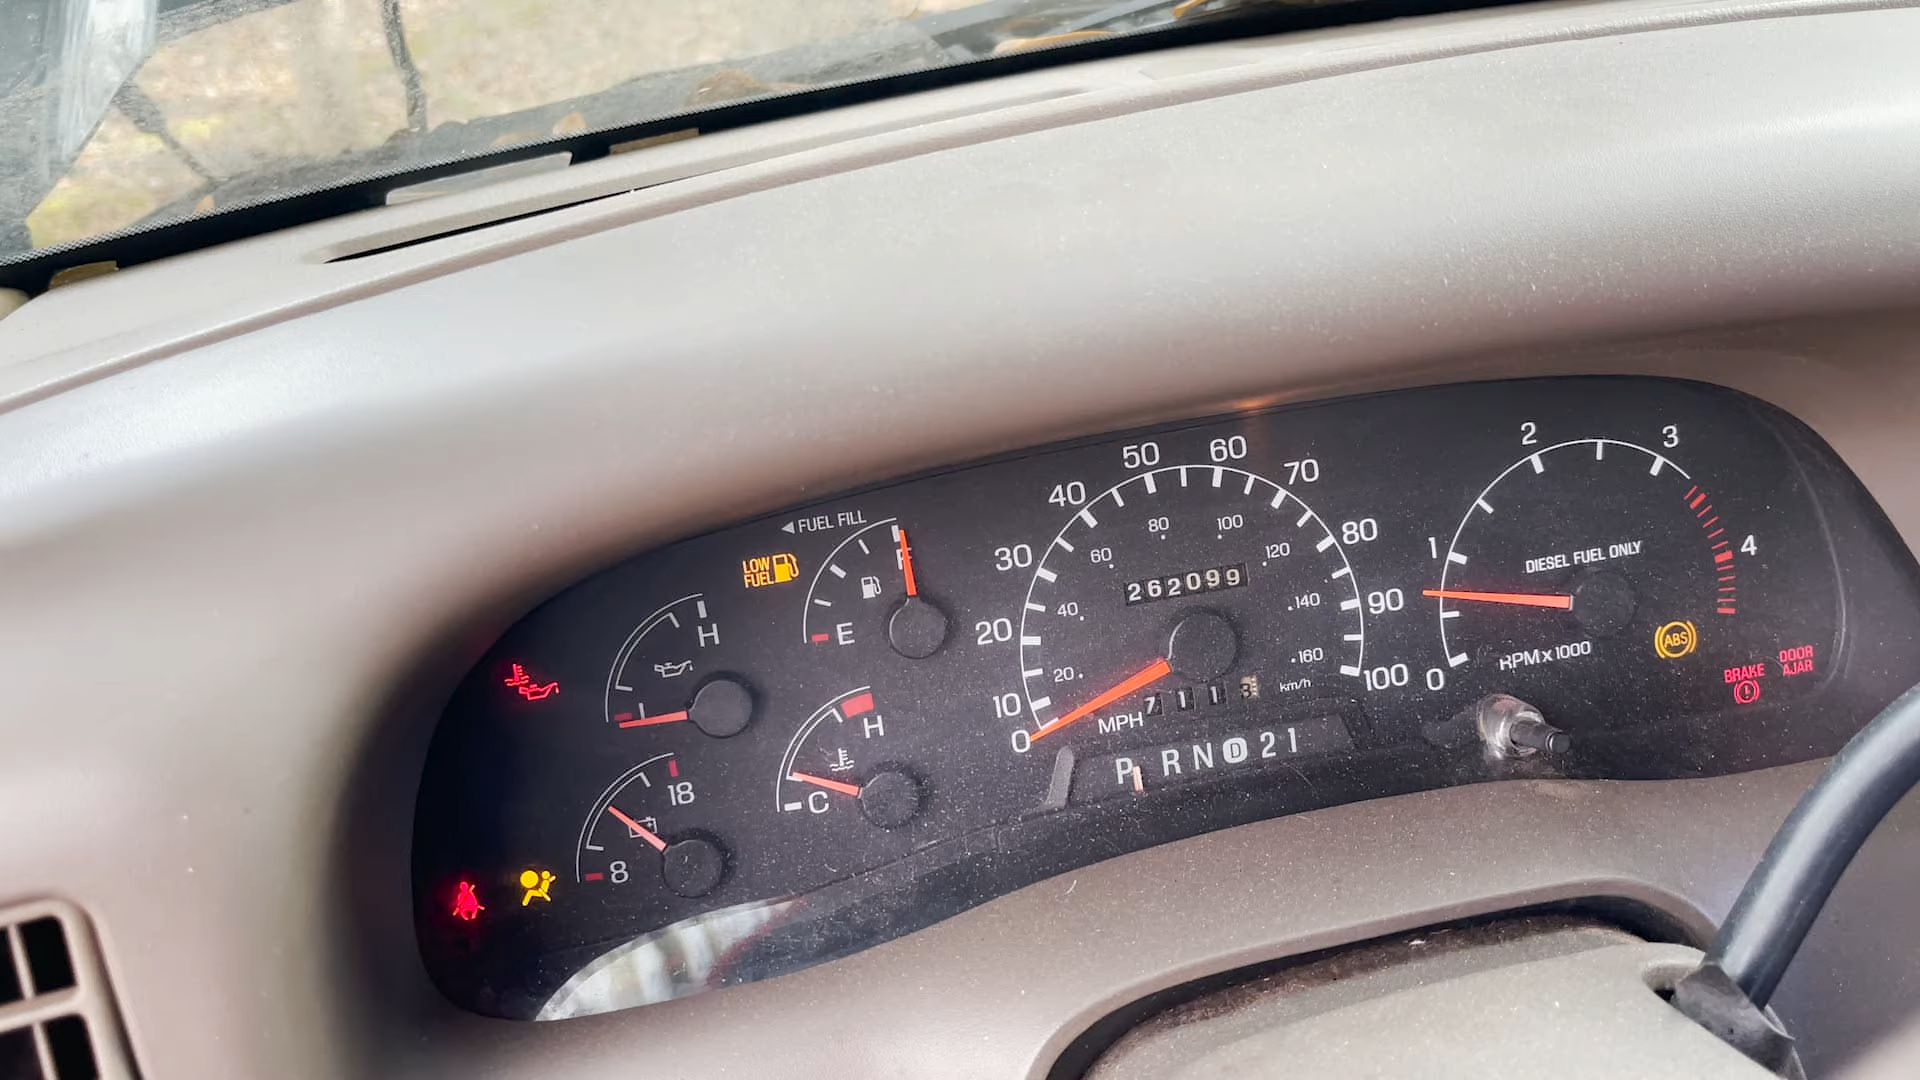 FUEL FILL
LOW
FUEL
F
E
H
L
18
8
H
C
0
10
20
30
40
50
60
70
80
90
100
20
40
60
80
100
120
140
160
km/h
MPH
262099
7113
P R N D 2 1
0
1
2
3
4
DIESEL FUEL ONLY
RPM x 1000
ABS
BRAKE
DOOR
AJAR